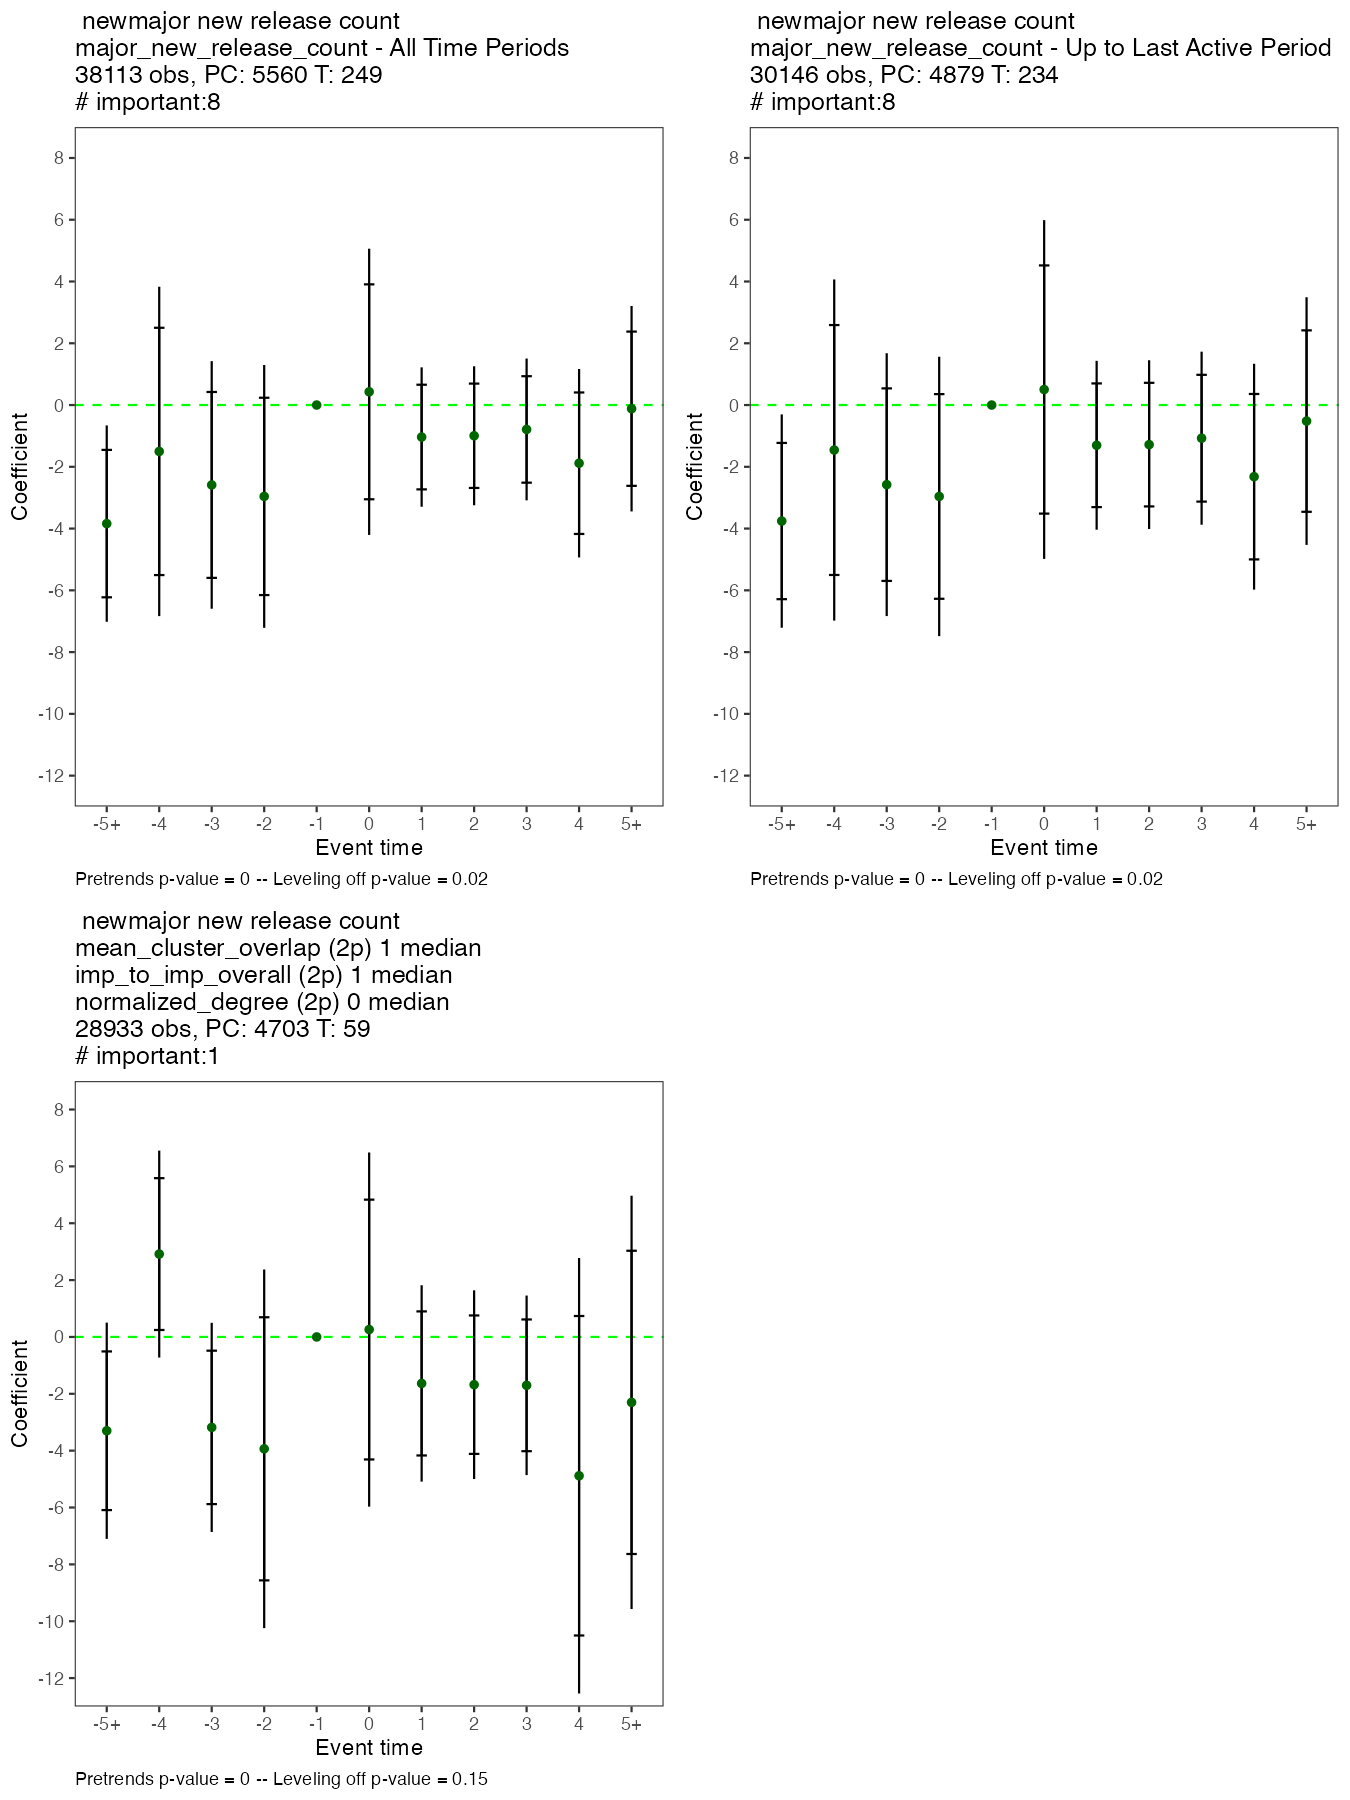 newmajor new release count
major_new_release_count - All Time Periods
38113 obs, PC: 5560 T: 249
# important:8
8
6
4
2
0
-2
-4
-6
-8
-10
-12
Coefficient
-5+ -4 -3 -2 -1 0 1 2 3 4 5+
Event time
Pretrends p-value = 0 -- Leveling off p-value = 0.02
newmajor new release count
major_new_release_count - Up to Last Active Period
30146 obs, PC: 4879 T: 234
# important:8
8
6
4
2
0
-2
-4
-6
-8
-10
-12
Coefficient
-5+ -4 -3 -2 -1 0 1 2 3 4 5+
Event time
Pretrends p-value = 0 -- Leveling off p-value = 0.02
newmajor new release count
mean_cluster_overlap (2p) 1 median
imp_to_imp_overall (2p) 1 median
normalized_degree (2p) 0 median
28933 obs, PC: 4703 T: 59
# important:1
8
6
4
2
0
-2
-4
-6
-8
-10
-12
Coefficient
-5+ -4 -3 -2 -1 0 1 2 3 4 5+
Event time
Pretrends p-value = 0 -- Leveling off p-value = 0.15